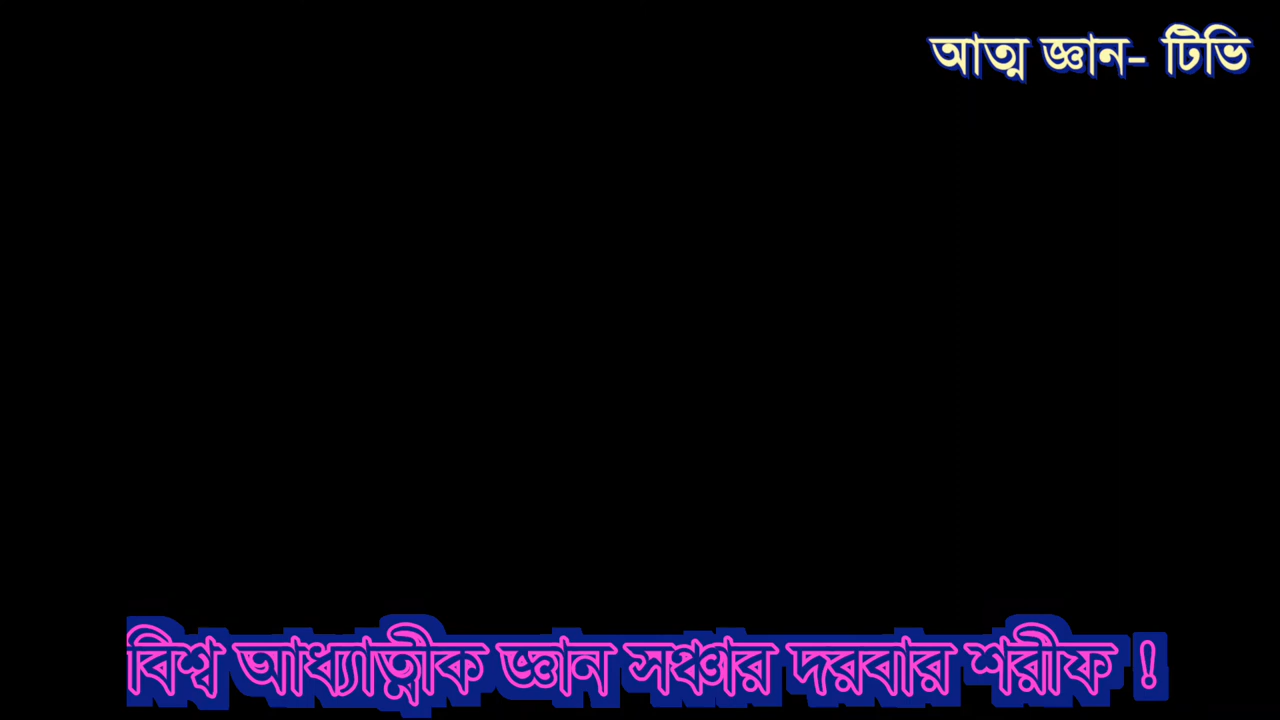 আত্ম জ্ঞান- টিভি
বিশ্ব আধ্যাত্নীক জ্ঞান সঞ্চার দরবার শরীফ !